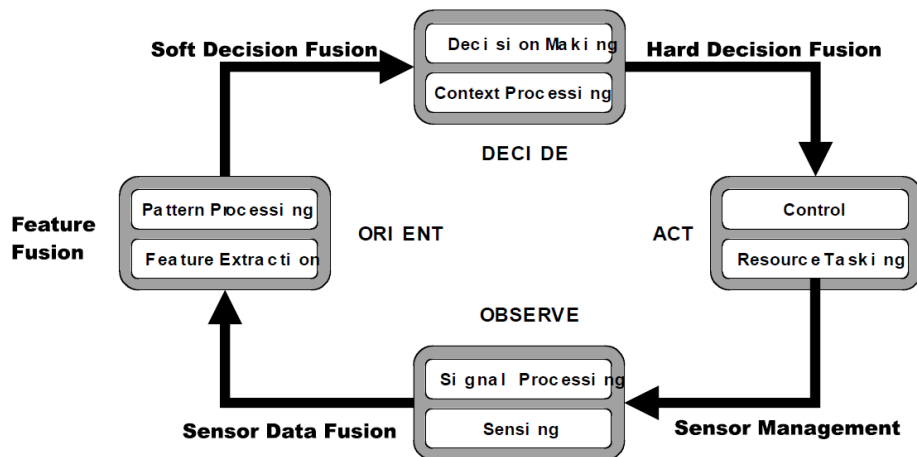 Soft Decision Fusion
Decision Making
Hard Decision Fusion
Context Processing
DECIDE
Pattern Processing
Feature Extraction
Feature
Fusion
ORIENT
ACT
Control
Resource Tasking
OBSERVE
Signal Processing
Sensing
Sensor Data Fusion
Sensor Management